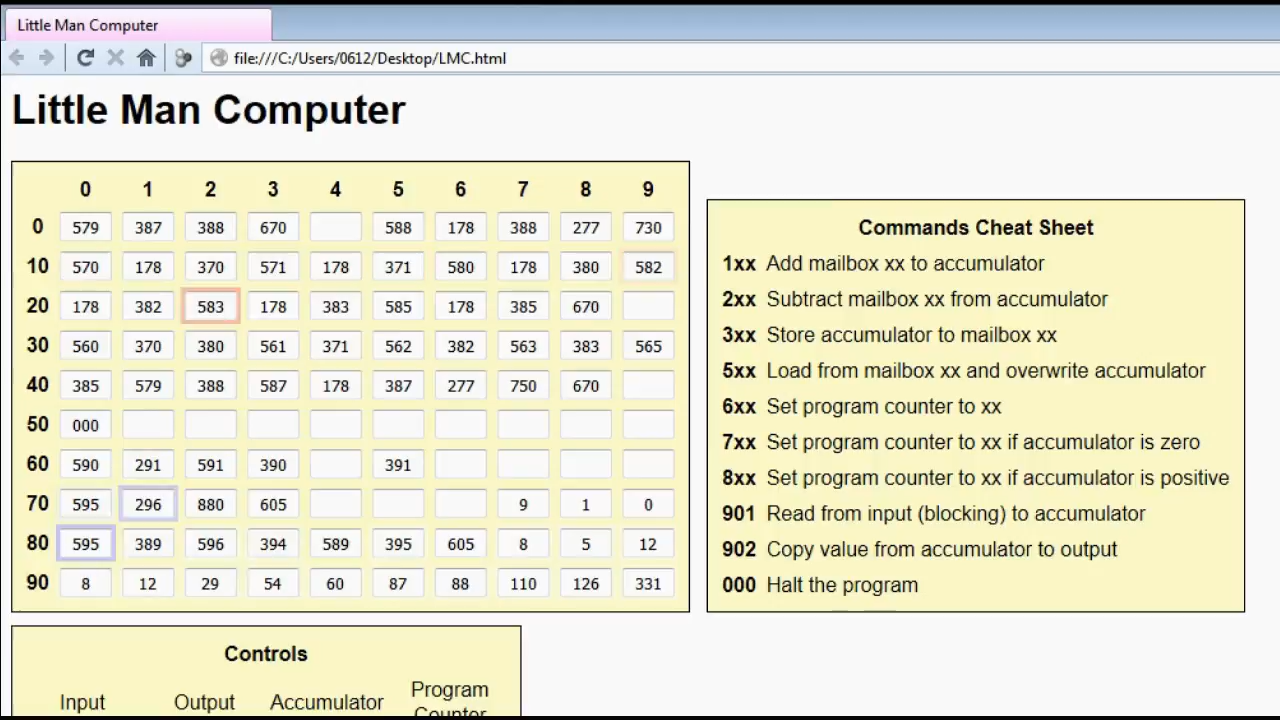 Little Man Computer
file:///C:/Users/0612/Desktop/LMC.html
Little Man Computer
0 1 2 3 4 5 6 7 8 9
0 579 387 388 670 588 178 388 277 730
10 570 178 370 571 178 371 580 178 380 582
20 178 382 583 178 383 585 178 385 670
30 560 370 380 561 371 562 382 563 383 565
40 385 579 388 587 178 387 277 750 670
50 000
60 590 291 591 390 391
70 595 296 880 605 9 1 0
80 595 389 596 394 589 395 605 8 5 12
90 8 12 29 54 60 87 88 110 126 331
Commands Cheat Sheet
1xx Add mailbox xx to accumulator
2xx Subtract mailbox xx from accumulator
3xx Store accumulator to mailbox xx
5xx Load from mailbox xx and overwrite accumulator
6xx Set program counter to xx
7xx Set program counter to xx if accumulator is zero
8xx Set program counter to xx if accumulator is positive
901 Read from input (blocking) to accumulator
902 Copy value from accumulator to output
000 Halt the program
Controls
Input Output Accumulator Program
Counter